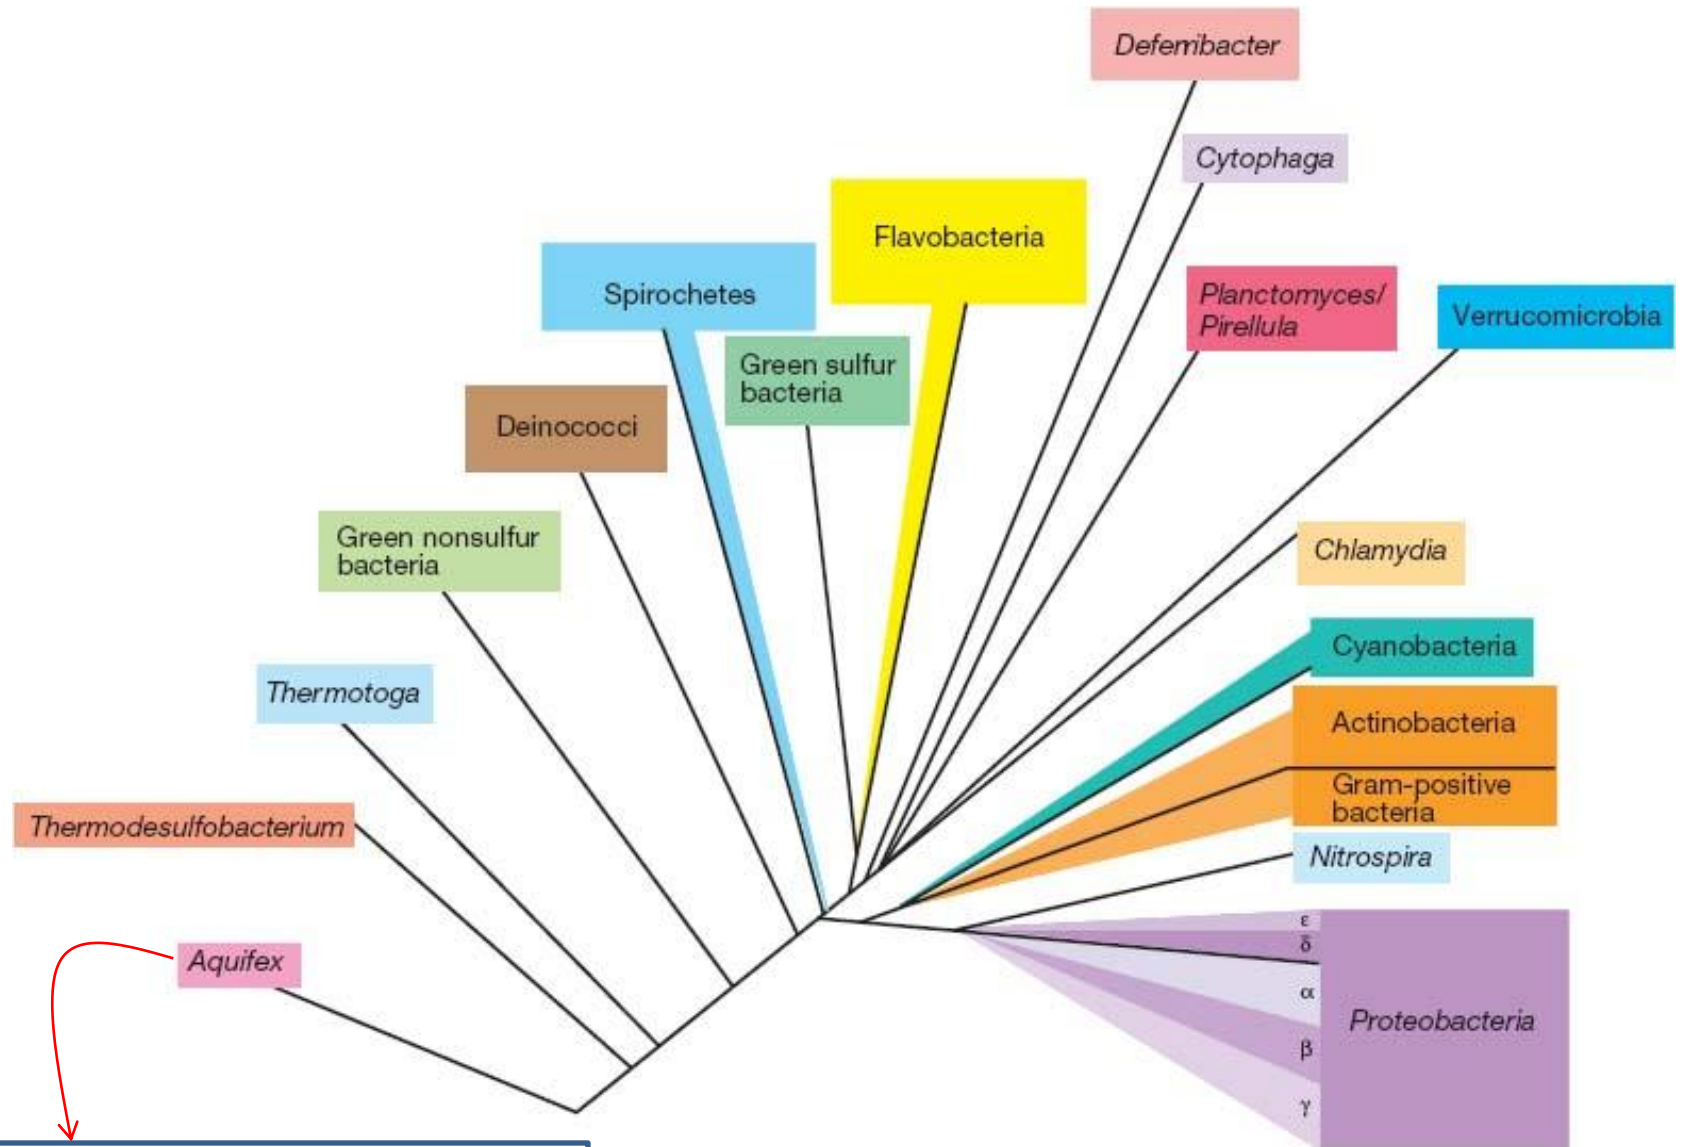 Deferribacter
Cytophaga
Flavobacteria
Planctomyces/
Pirellula
Spirochetes
Verrucomicrobia
Green sulfur
bacteria
Deinococci
Green nonsulfur
bacteria
Chlamydia
Cyanobacteria
Thermotoga
Actinobacteria
Gram-positive
bacteria
Thermodesulfobacterium
Nitrospira
ε
δ
Aquifex
α
Proteobacteria
β
γ